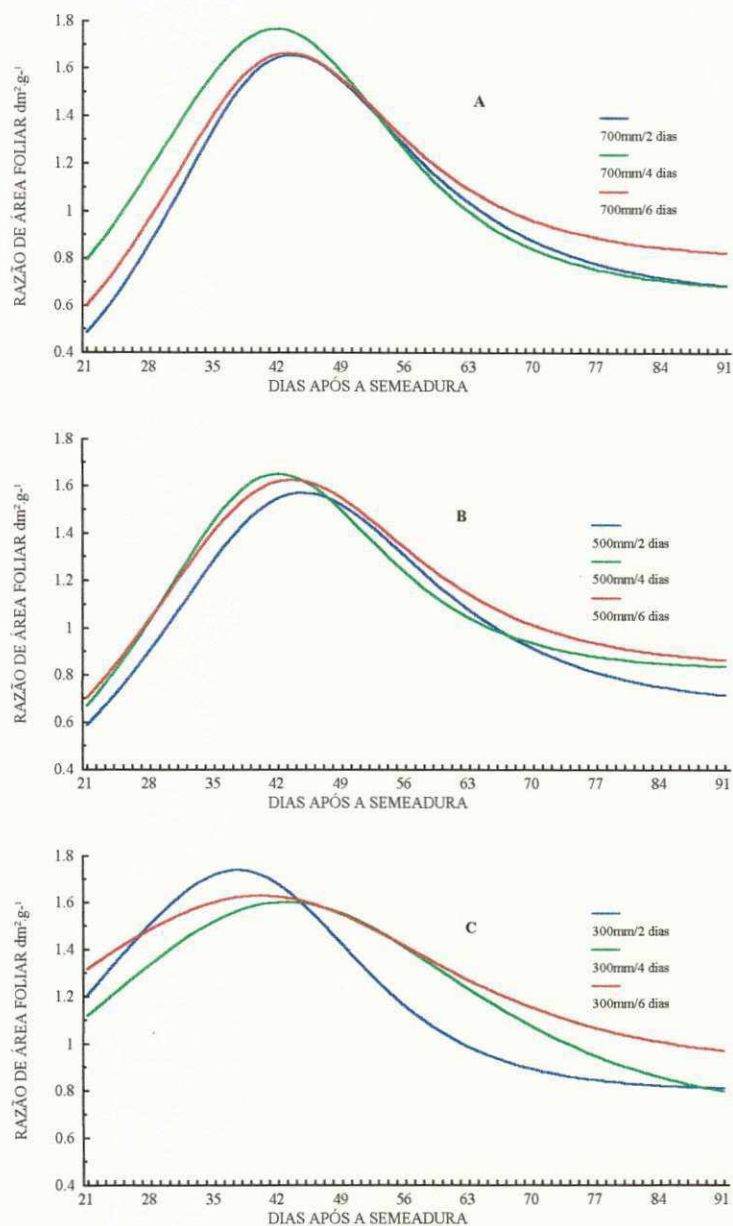 RAZÃO DE ÁREA FOLIAR dm².g⁻¹
1.8
1.6
1.4
1.2
1
0.8
0.6
0.4
A
700mm/2 dias
700mm/4 dias
700mm/6 dias
21 28 35 42 49 56 63 70 77 84 91
DIAS APÓS A SEMEADURA
RAZÃO DE ÁREA FOLIAR dm².g⁻¹
1.8
1.6
1.4
1.2
1
0.8
0.6
0.4
B
500mm/2 dias
500mm/4 dias
500mm/6 dias
21 28 35 42 49 56 63 70 77 84 91
DIAS APÓS A SEMEADURA
RAZÃO DE ÁREA FOLIAR dm².g⁻¹
1.8
1.6
1.4
1.2
1
0.8
0.6
0.4
C
300mm/2 dias
300mm/4 dias
300mm/6 dias
21 28 35 42 49 56 63 70 77 84 91
DIAS APÓS A SEMEADURA